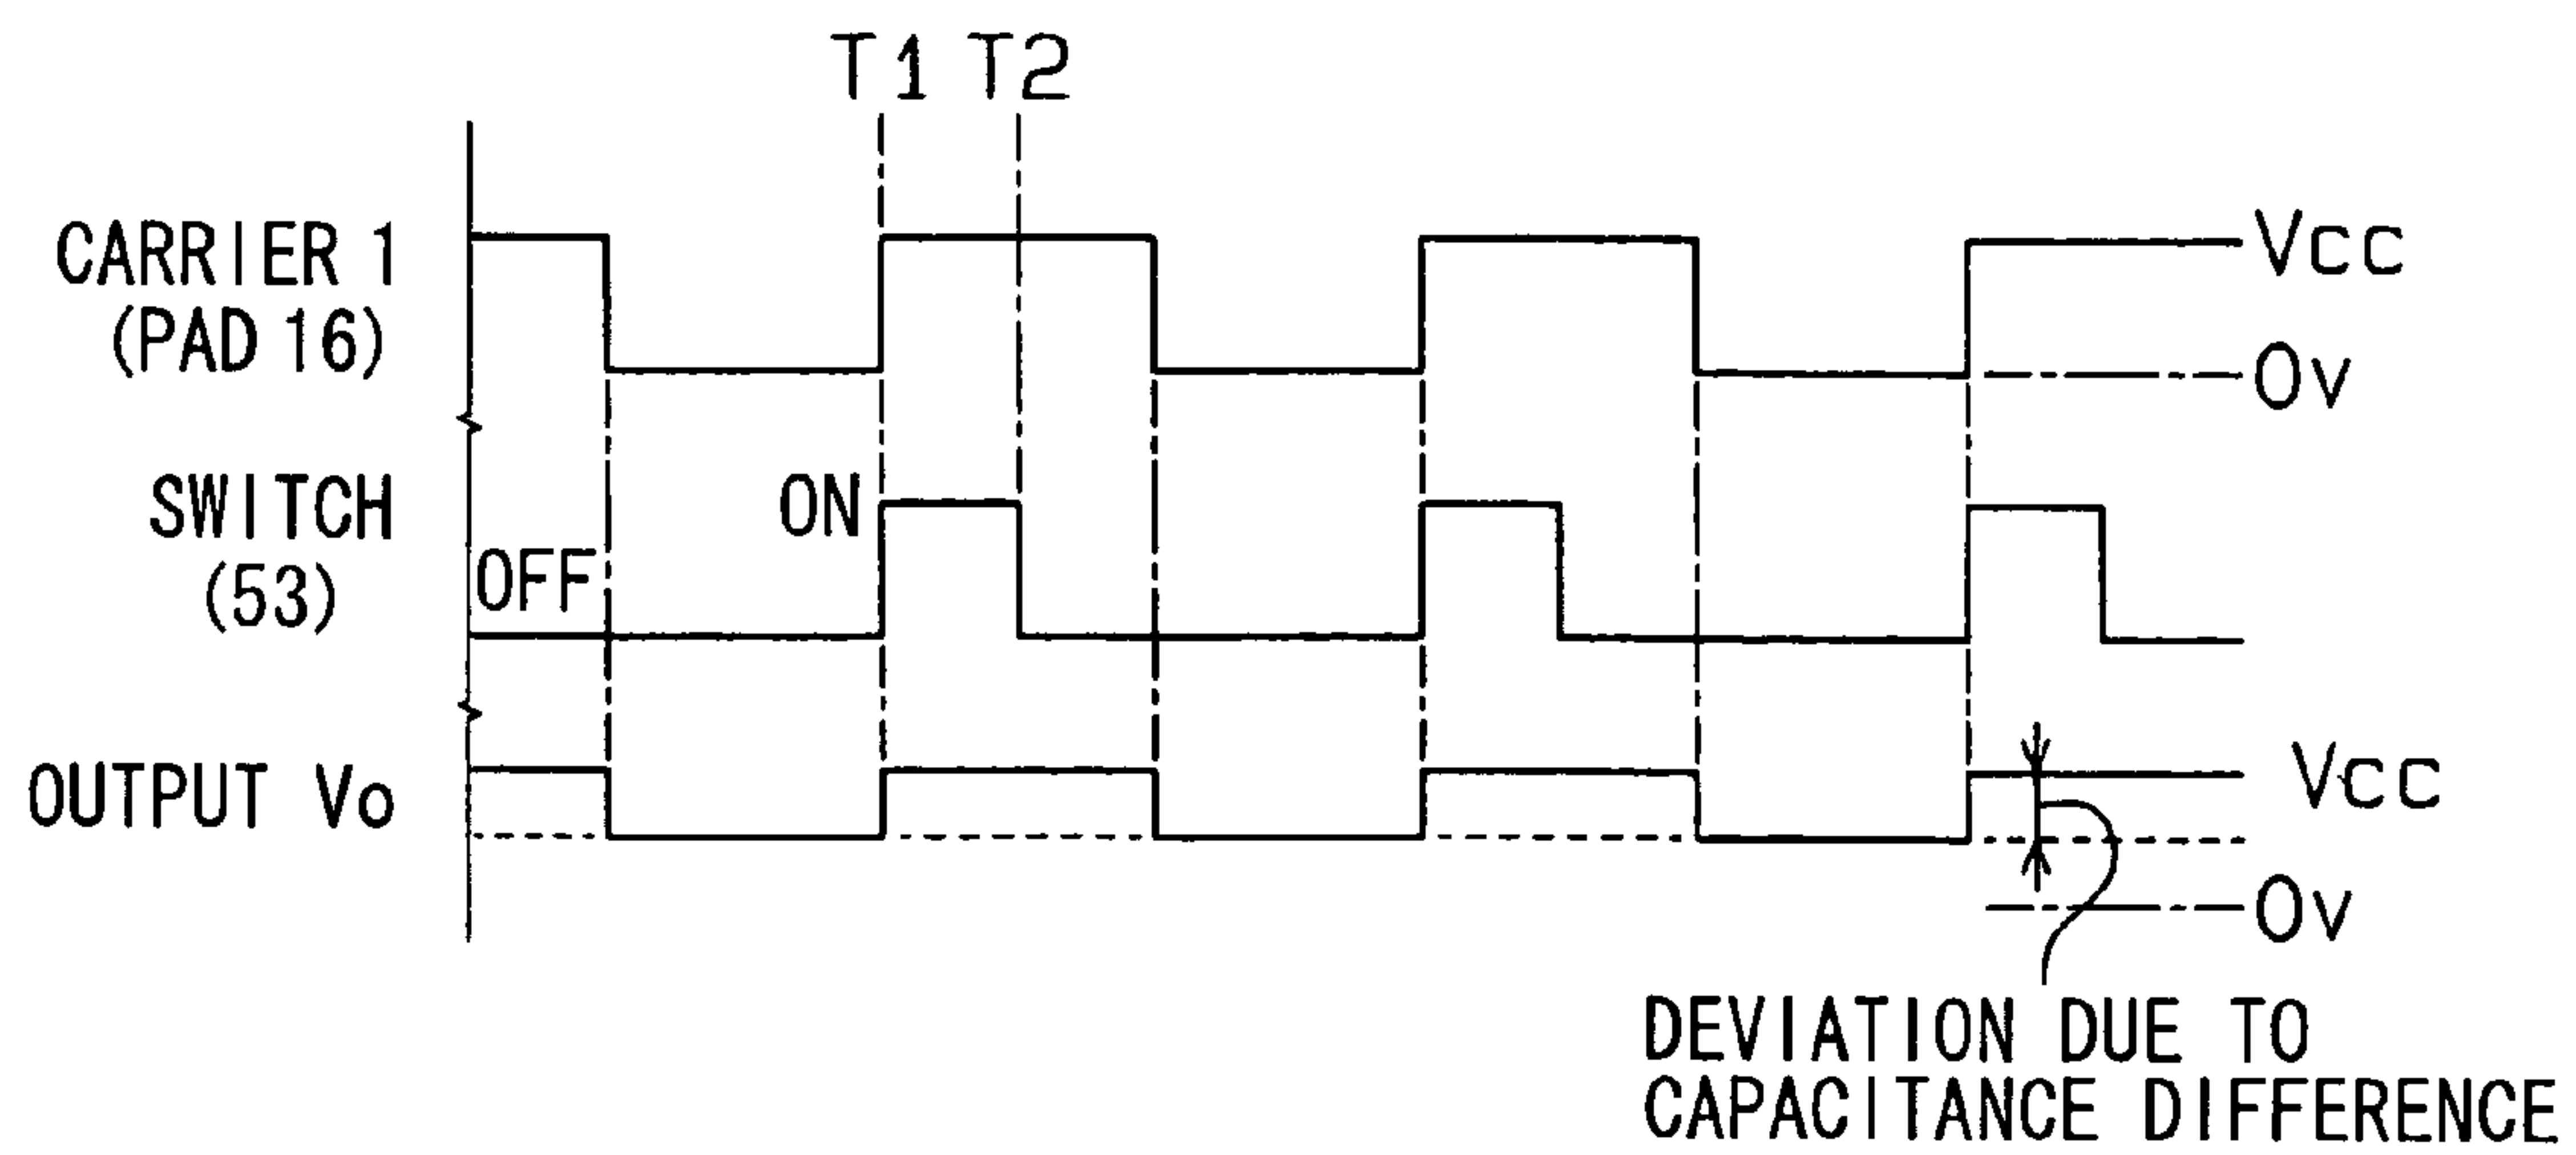 T1 T2
CARRIER 1
(PAD 16)
Vcc
0v
SWITCH
(53)
OFF
ON
OUTPUT Vo
Vcc
0v
DEVIATION DUE TO
CAPACITANCE DIFFERENCE